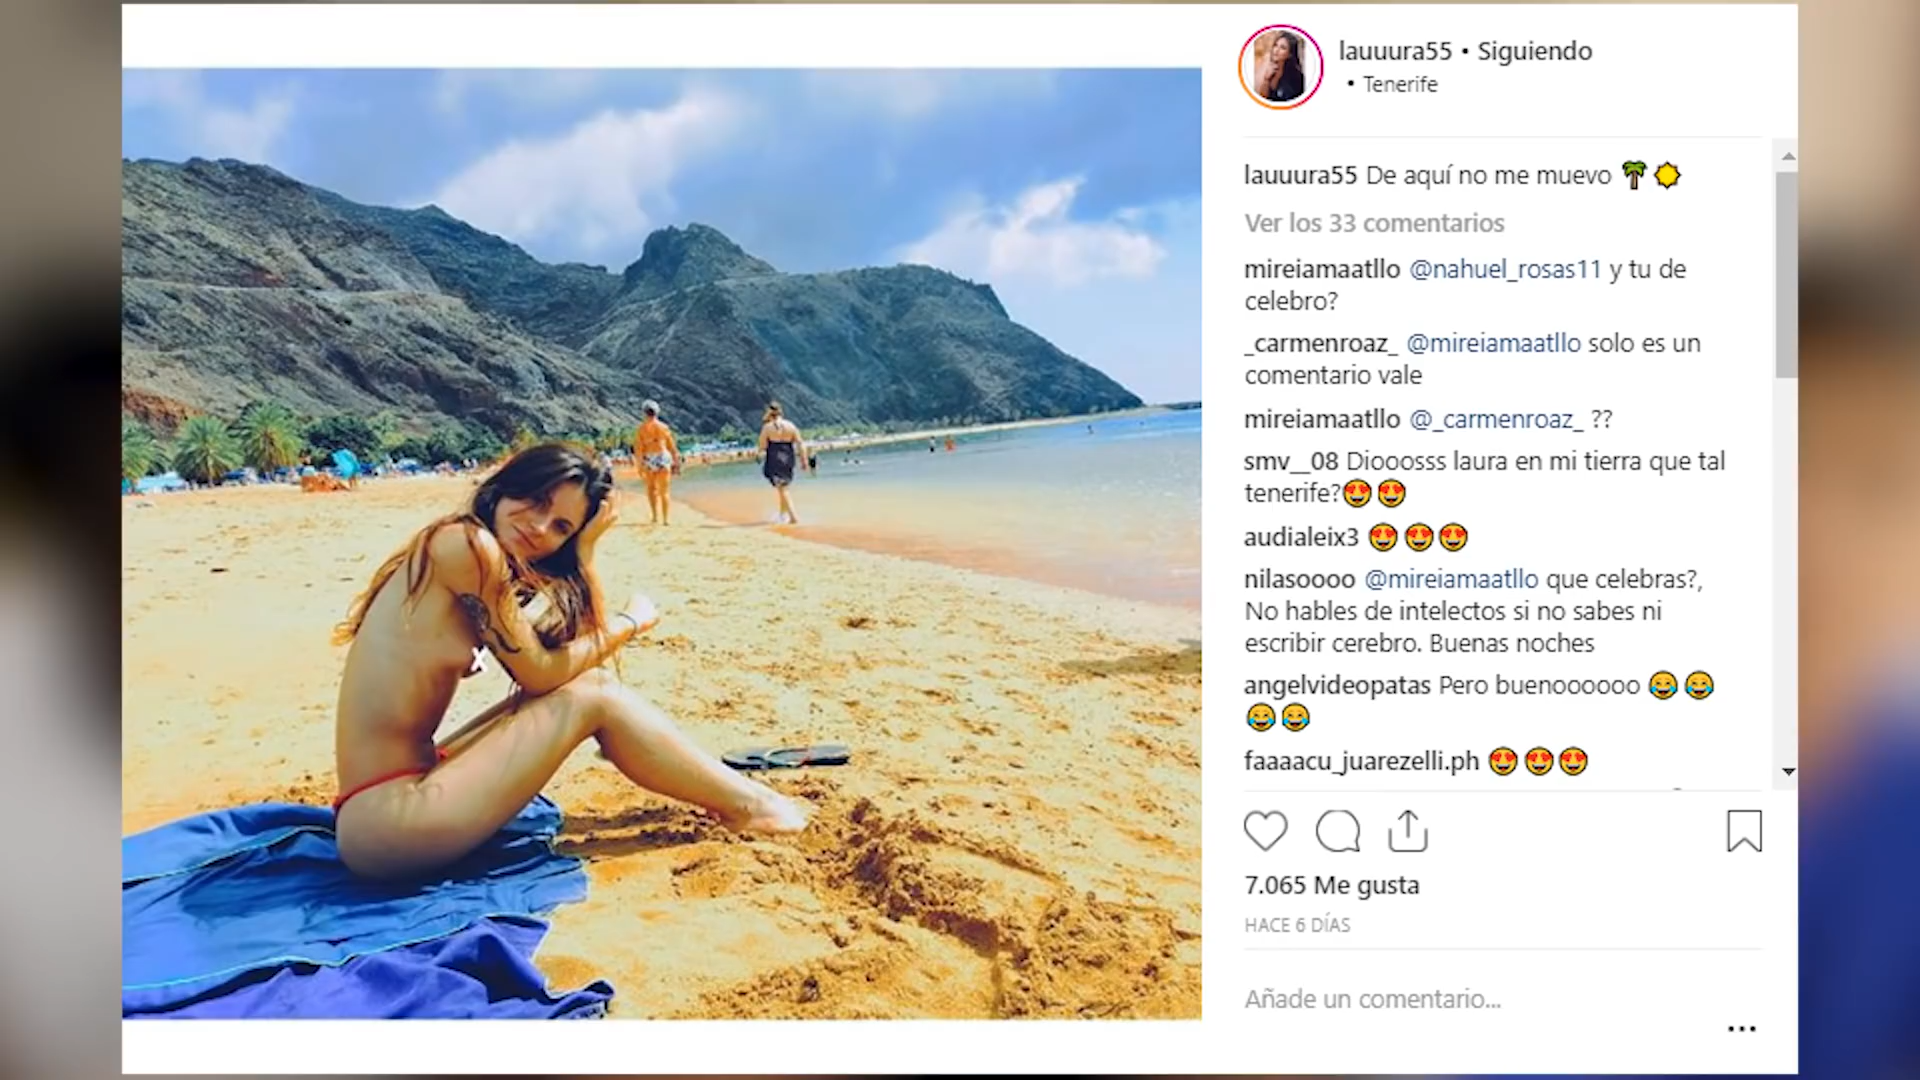 lauuura55 • Siguiendo
• Tenerife
lauuura55 De aquí no me muevo 🌴☀️
Ver los 33 comentarios
mireiamaatllo @nahuel_rosas11 y tu de
celebro?
_carmenroaz_ @mireiamaatllo solo es un
comentario vale
mireiamaatllo @_carmenroaz_ ??
smv__08 Diooosss laura en mi tierra que tal
tenerife?😍😍
audialeix3 😍😍😍
nilasoooo @mireiamaatllo que celebras?,
No hables de intelectos si no sabes ni
escribir cerebro. Buenas noches
angelvideopatas Pero buenoooooo 😂😂
😂😂
faaaacu_juarezelli.ph 😍😍😍
7.065 Me gusta
HACE 6 DÍAS
Añade un comentario...